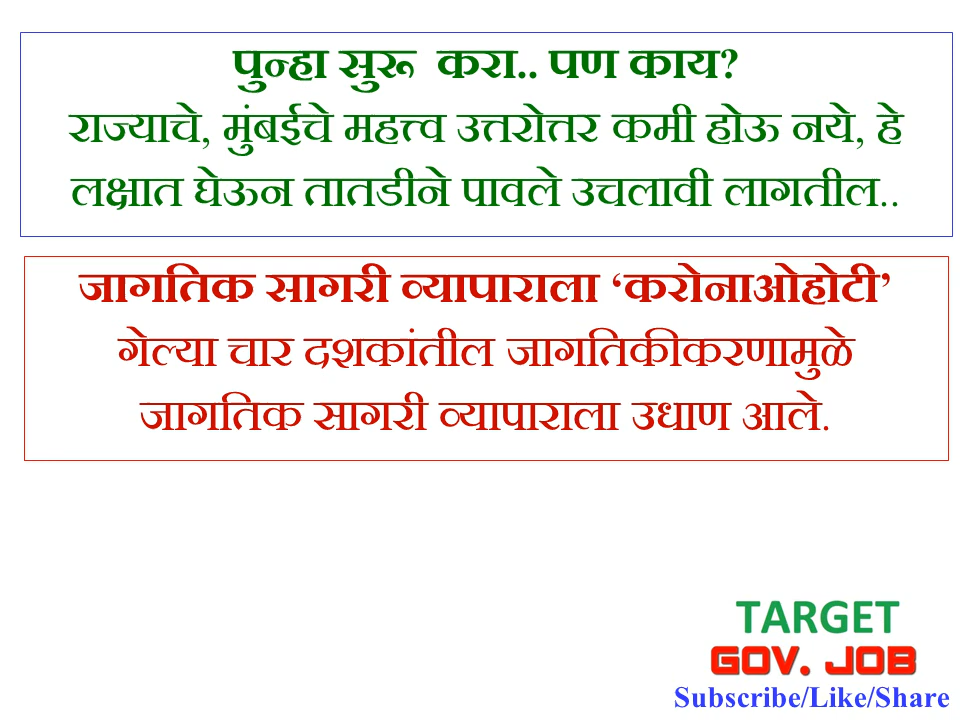 पुन्हा सुरू करा.. पण काय?
राज्याचे, मुंबईचे महत्त्व उत्तरोत्तर कमी होऊ नये, हे
लक्षात घेऊन तातडीने पावले उचलावी लागतील..
जागतिक सागरी व्यापाराला ‘करोनाओहोटी’
गेल्या चार दशकांतील जागतिकीकरणामुळे
जागतिक सागरी व्यापाराला उधाण आले.
TARGET
GOV. JOB
Subscribe/Like/Share